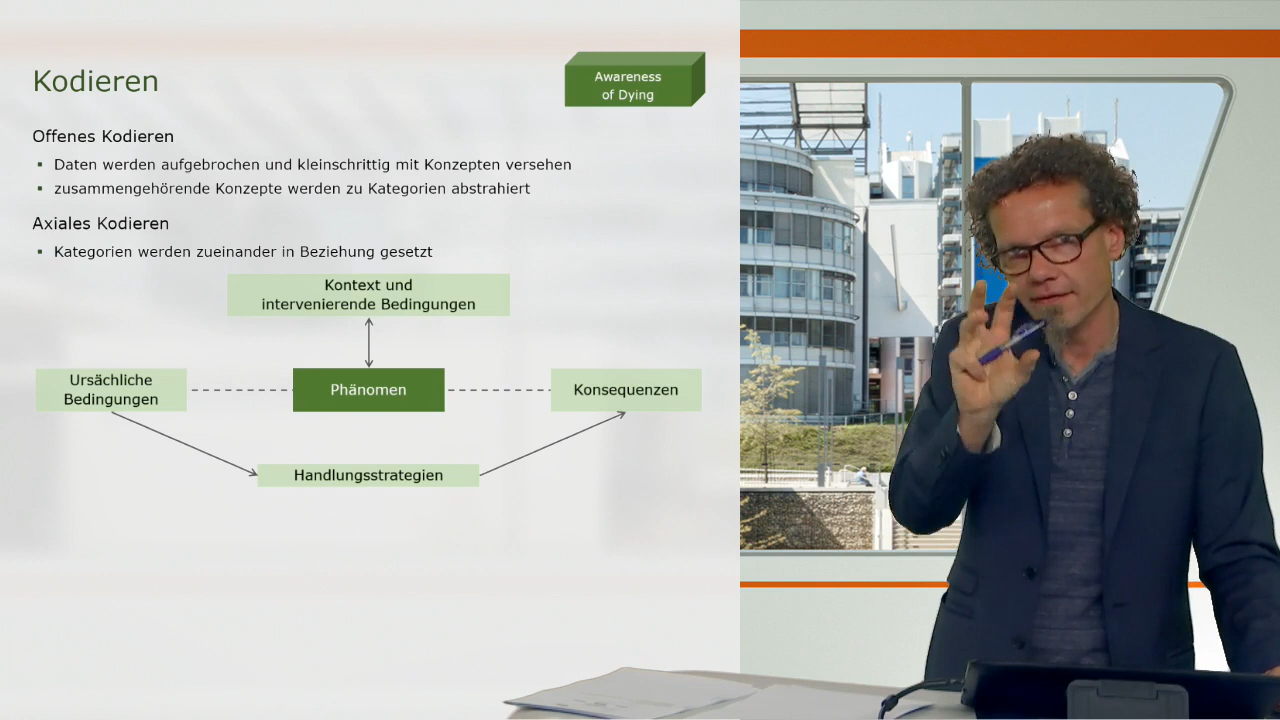 Kodieren
Awareness
of Dying
Offenes Kodieren
▪ Daten werden aufgebrochen und kleinschrittig mit Konzepten versehen
▪ zusammengehörende Konzepte werden zu Kategorien abstrahiert
Axiales Kodieren
▪ Kategorien werden zueinander in Beziehung gesetzt
Kontext und
intervenierende Bedingungen
Ursächliche
Bedingungen
Phänomen
Konsequenzen
Handlungsstrategien